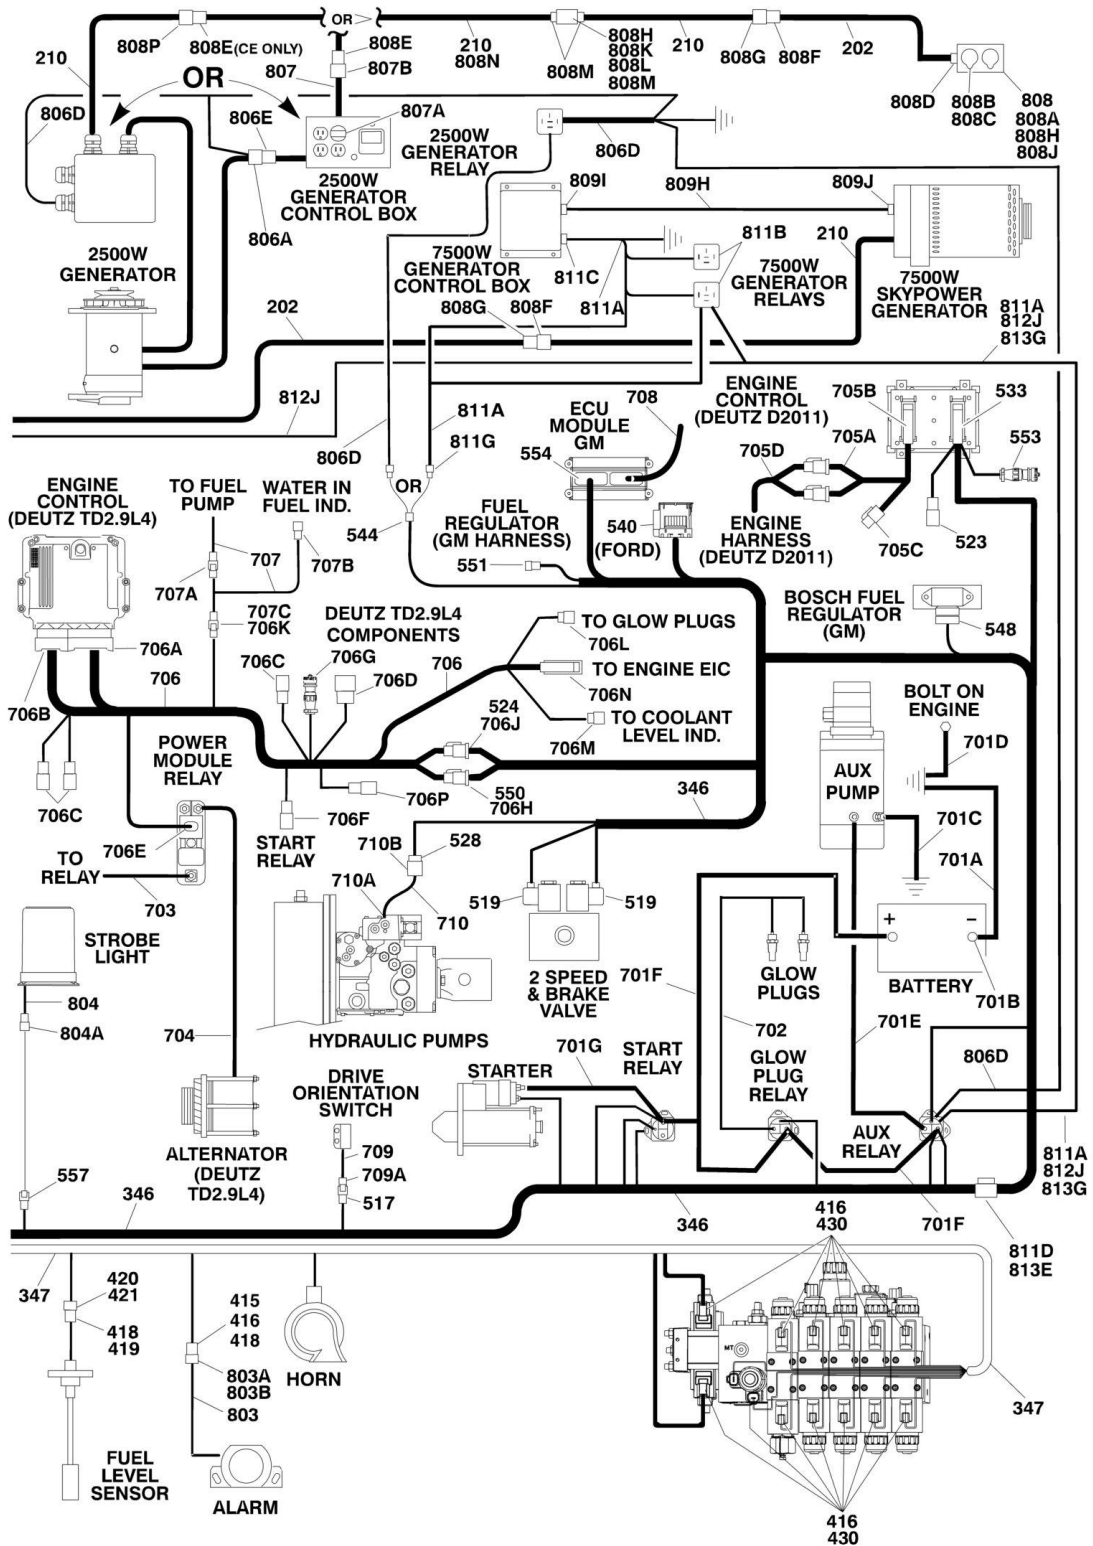 OR
808P
808E (CE ONLY)
210
807
808E
807B
210
808N
808M
808H
808K
808L
808M
210
808G
808F
202
808D
808B
808C
808
808A
808H
808J
OR
806D
806E
807A
2500W
GENERATOR
RELAY
806D
2500W
GENERATOR
CONTROL BOX
806A
809I
809H
809J
210
2500W
GENERATOR
7500W
GENERATOR
CONTROL BOX
811C
811A
811B
7500W
GENERATOR
RELAYS
7500W
SKYPOWER
GENERATOR
811A
812J
813G
202
808G
808F
812J
806D
811A
811G
OR
544
ECU
MODULE
GM
708
554
ENGINE
CONTROL
(DEUTZ D2011)
705B
533
705D
705A
553
ENGINE
CONTROL
(DEUTZ TD2.9L4)
TO FUEL
PUMP
WATER IN
FUEL IND.
FUEL
REGULATOR
(GM HARNESS)
540
(FORD)
ENGINE
HARNESS
(DEUTZ D2011)
705C
523
551
707
707B
707A
707C
706K
706A
DEUTZ TD2.9L4
COMPONENTS
BOSCH FUEL
REGULATOR
(GM)
548
TO GLOW PLUGS
706L
706C
706G
706D
706
706
TO ENGINE EIC
706N
706B
524
706J
TO COOLANT
LEVEL IND.
706M
BOLT ON
ENGINE
701D
POWER
MODULE
RELAY
AUX
PUMP
706C
706P
550
706H
346
706F
START
RELAY
706E
710B
528
701C
701A
TO
RELAY
703
710A
519
519
710
+
-
STROBE
LIGHT
2 SPEED
& BRAKE
VALVE
701F
GLOW
PLUGS
BATTERY
701B
804
804A
704
HYDRAULIC PUMPS
702
701E
701G
START
RELAY
GLOW
PLUG
RELAY
806D
DRIVE
ORIENTATION
SWITCH
STARTER
AUX
RELAY
ALTERNATOR
(DEUTZ
TD2.9L4)
709
709A
517
811A
812J
813G
557
346
346
416
430
701F
811D
813E
347
420
421
418
419
415
416
418
803A
803B
803
HORN
MT
347
FUEL
LEVEL
SENSOR
ALARM
416
430